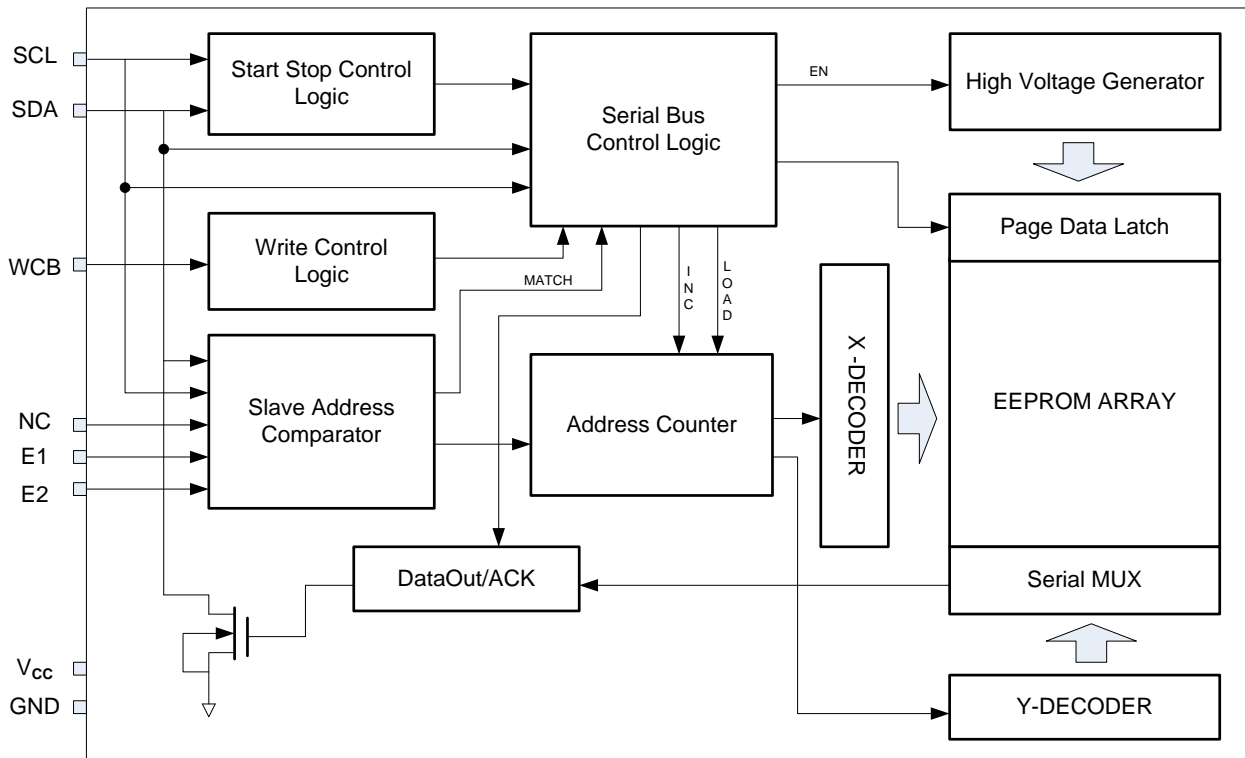 SCL
SDA
WCB
NC
E1
E2
Vcc
GND
Start Stop Control
Logic
Write Control
Logic
Slave Address
Comparator
Serial Bus
Control Logic
EN
High Voltage Generator
Page Data Latch
EEPROM ARRAY
Serial MUX
MATCH
INC
LOAD
Address Counter
X -DECODER
DataOut/ACK
Y-DECODER